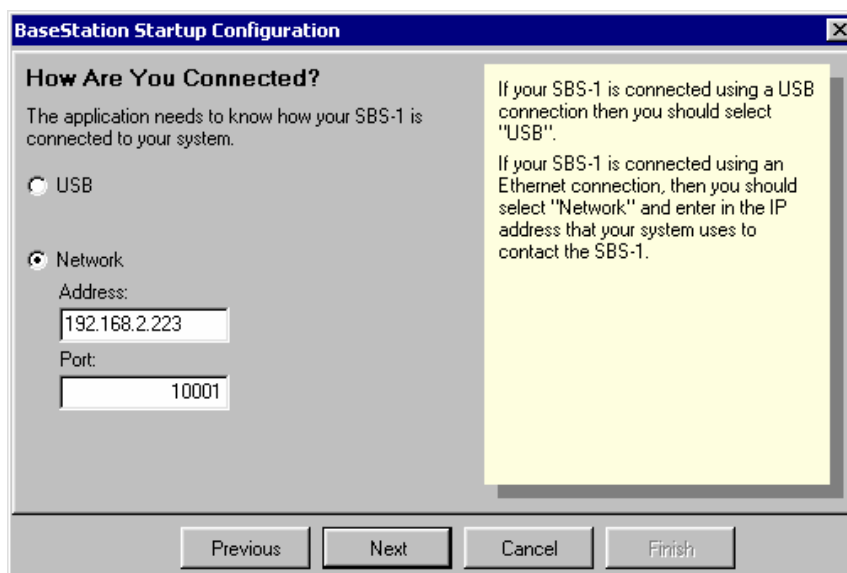 BaseStation Startup Configuration
How Are You Connected?
The application needs to know how your SBS-1 is
connected to your system.
USB
Network
Address:
192.168.2.223
Port:
10001
If your SBS-1 is connected using a USB
connection then you should select
"USB".
If your SBS-1 is connected using an
Ethernet connection, then you should
select "Network" and enter in the IP
address that your system uses to
contact the SBS-1.
Previous
Next
Cancel
Finish